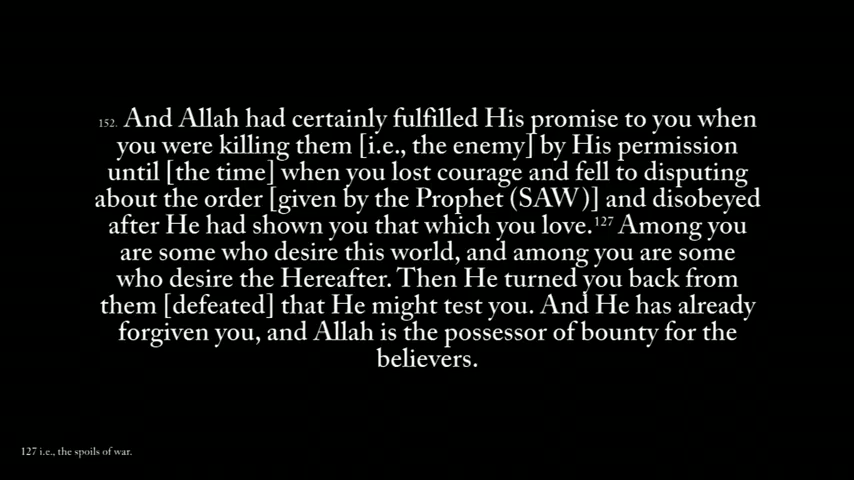 152. And Allah had certainly fulfilled His promise to you when
you were killing them [i.e., the enemy] by His permission
until [the time] when you lost courage and fell to disputing
about the order [given by the Prophet (SAW)] and disobeyed
after He had shown you that which you love.127 Among you
are some who desire this world, and among you are some
who desire the Hereafter. Then He turned you back from
them [defeated] that He might test you. And He has already
forgiven you, and Allah is the possessor of bounty for the
believers.
127 i.e., the spoils of war.